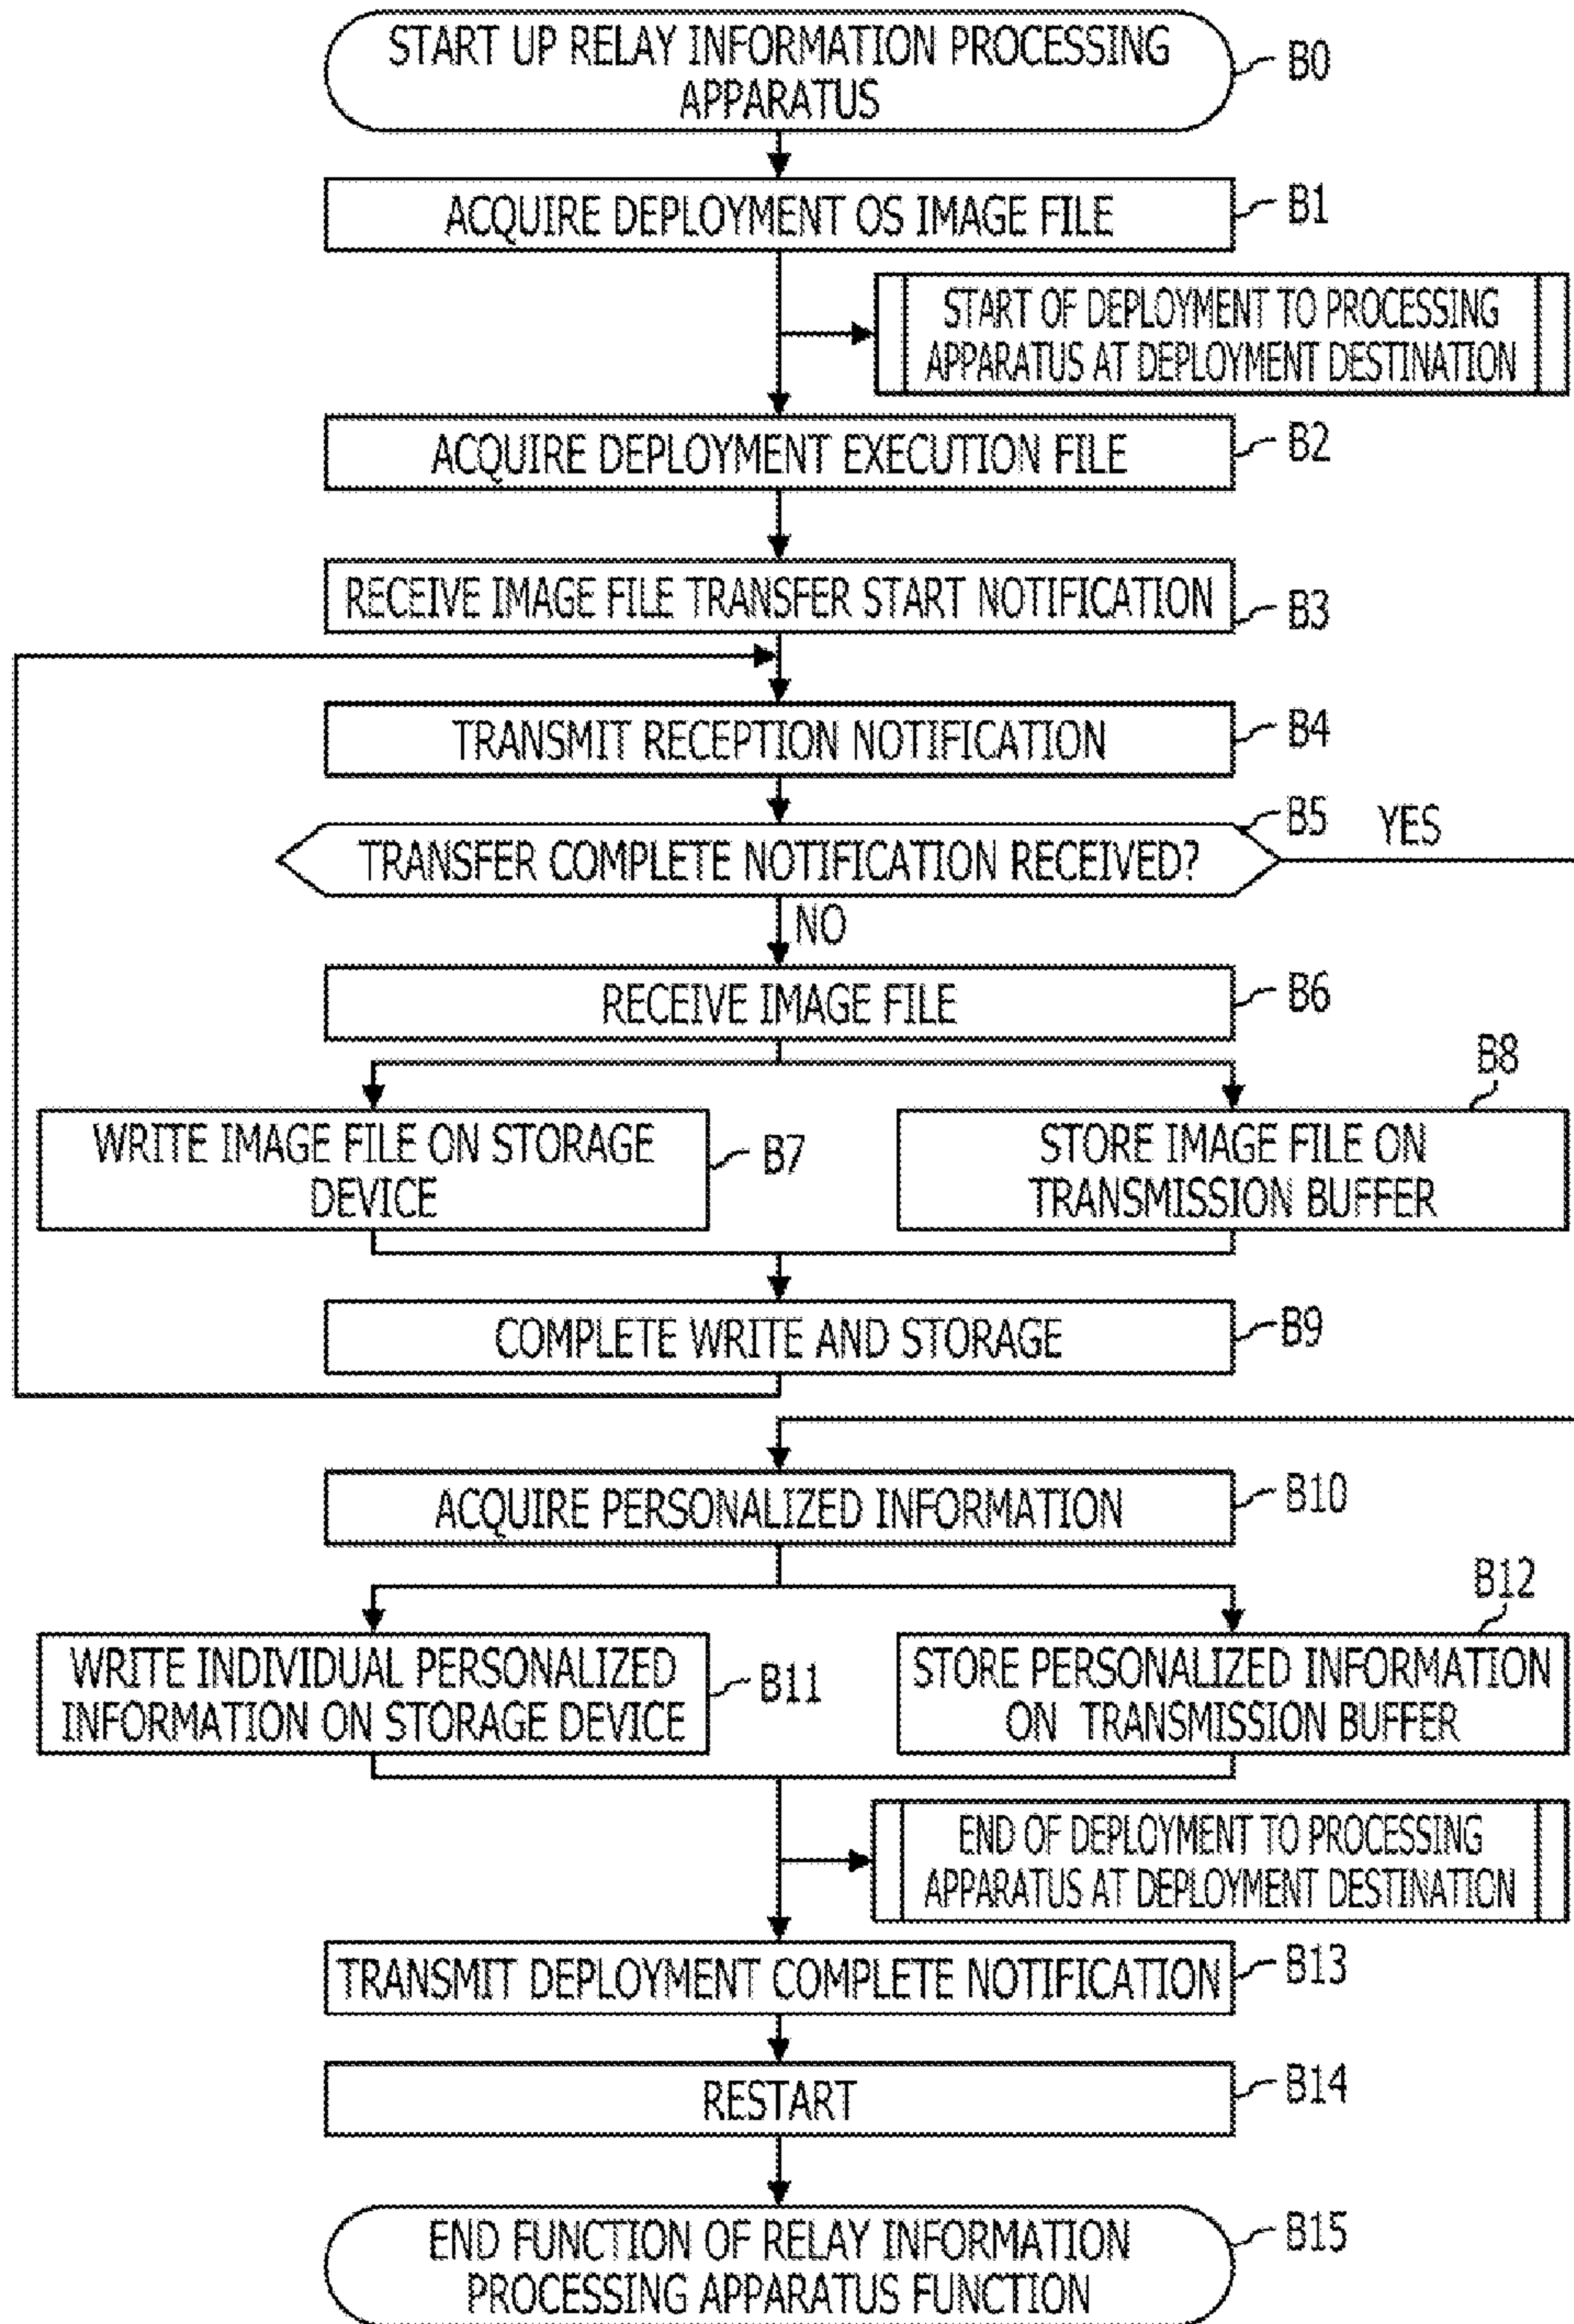 START UP RELAY INFORMATION PROCESSING
APPARATUS
B0
ACQUIRE DEPLOYMENT OS IMAGE FILE
B1
START OF DEPLOYMENT TO PROCESSING
APPARATUS AT DEPLOYMENT DESTINATION
ACQUIRE DEPLOYMENT EXECUTION FILE
B2
RECEIVE IMAGE FILE TRANSFER START NOTIFICATION
B3
TRANSMIT RECEPTION NOTIFICATION
B4
TRANSFER COMPLETE NOTIFICATION RECEIVED?
B5
YES
NO
RECEIVE IMAGE FILE
B6
WRITE IMAGE FILE ON STORAGE
DEVICE
B7
STORE IMAGE FILE ON
TRANSMISSION BUFFER
B8
COMPLETE WRITE AND STORAGE
B9
ACQUIRE PERSONALIZED INFORMATION
B10
WRITE INDIVIDUAL PERSONALIZED
INFORMATION ON STORAGE DEVICE
B11
STORE PERSONALIZED INFORMATION
ON TRANSMISSION BUFFER
B12
END OF DEPLOYMENT TO PROCESSING
APPARATUS AT DEPLOYMENT DESTINATION
TRANSMIT DEPLOYMENT COMPLETE NOTIFICATION
B13
RESTART
B14
END FUNCTION OF RELAY INFORMATION
PROCESSING APPARATUS FUNCTION
B15